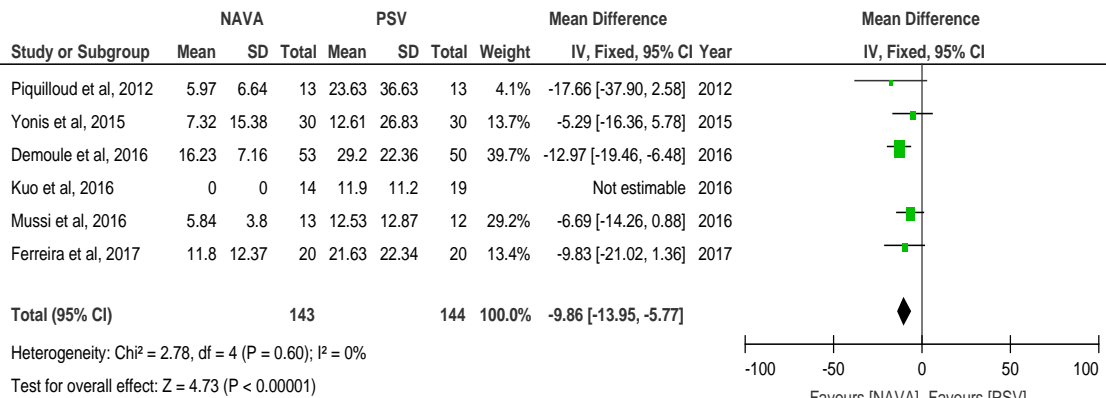 NAVA PSV Mean Difference Mean Difference
Study or Subgroup Mean SD Total Mean SD Total Weight IV, Fixed, 95% CI Year IV, Fixed, 95% CI
Piquilloud et al, 2012 5.97 6.64 13 23.63 36.63 13 4.1% -17.66 [-37.90, 2.58] 2012
Yonis et al, 2015 7.32 15.38 30 12.61 26.83 30 13.7% -5.29 [-16.36, 5.78] 2015
Demoule et al, 2016 16.23 7.16 53 29.2 22.36 50 39.7% -12.97 [-19.46, -6.48] 2016
Kuo et al, 2016 0 0 14 11.9 11.2 19 Not estimable 2016
Mussi et al, 2016 5.84 3.8 13 12.53 12.87 12 29.2% -6.69 [-14.26, 0.88] 2016
Ferreira et al, 2017 11.8 12.37 20 21.63 22.34 20 13.4% -9.83 [-21.02, 1.36] 2017
Total (95% CI) 143 144 100.0% -9.86 [-13.95, -5.77]
Heterogeneity: Chi² = 2.78, df = 4 (P = 0.60); I² = 0%
Test for overall effect: Z = 4.73 (P < 0.00001)
-100 -50 0 50 100
Favours [NAVA] Favours [PSV]